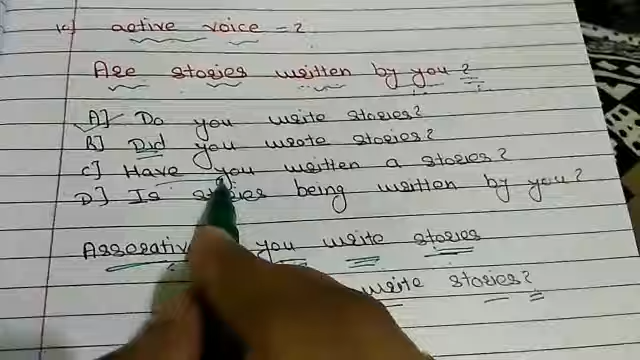 active voice = ?
Are stories written by you ?
A] Do you write stories?
B] Did you wrote stories?
C] Have you written a stories?
D] Is stories being written by you?
you write stories
write stories?